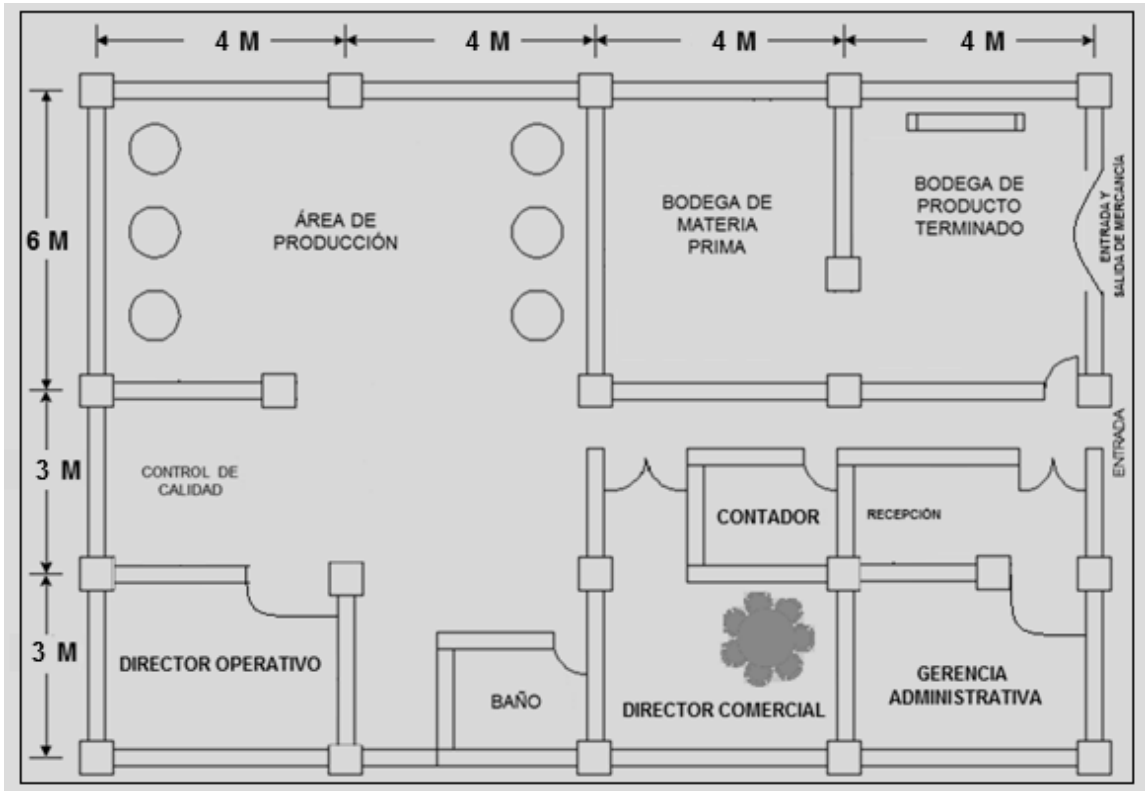 4 M
4 M
4 M
4 M
6 M
3 M
3 M
ÁREA DE
PRODUCCIÓN
BODEGA DE
MATERIA
PRIMA
BODEGA DE
PRODUCTO
TERMINADO
ENTRADA Y
SALIDA DE MERCANCÍA
ENTRADA
CONTROL DE
CALIDAD
CONTADOR
RECEPCIÓN
DIRECTOR OPERATIVO
BAÑO
DIRECTOR COMERCIAL
GERENCIA
ADMINISTRATIVA